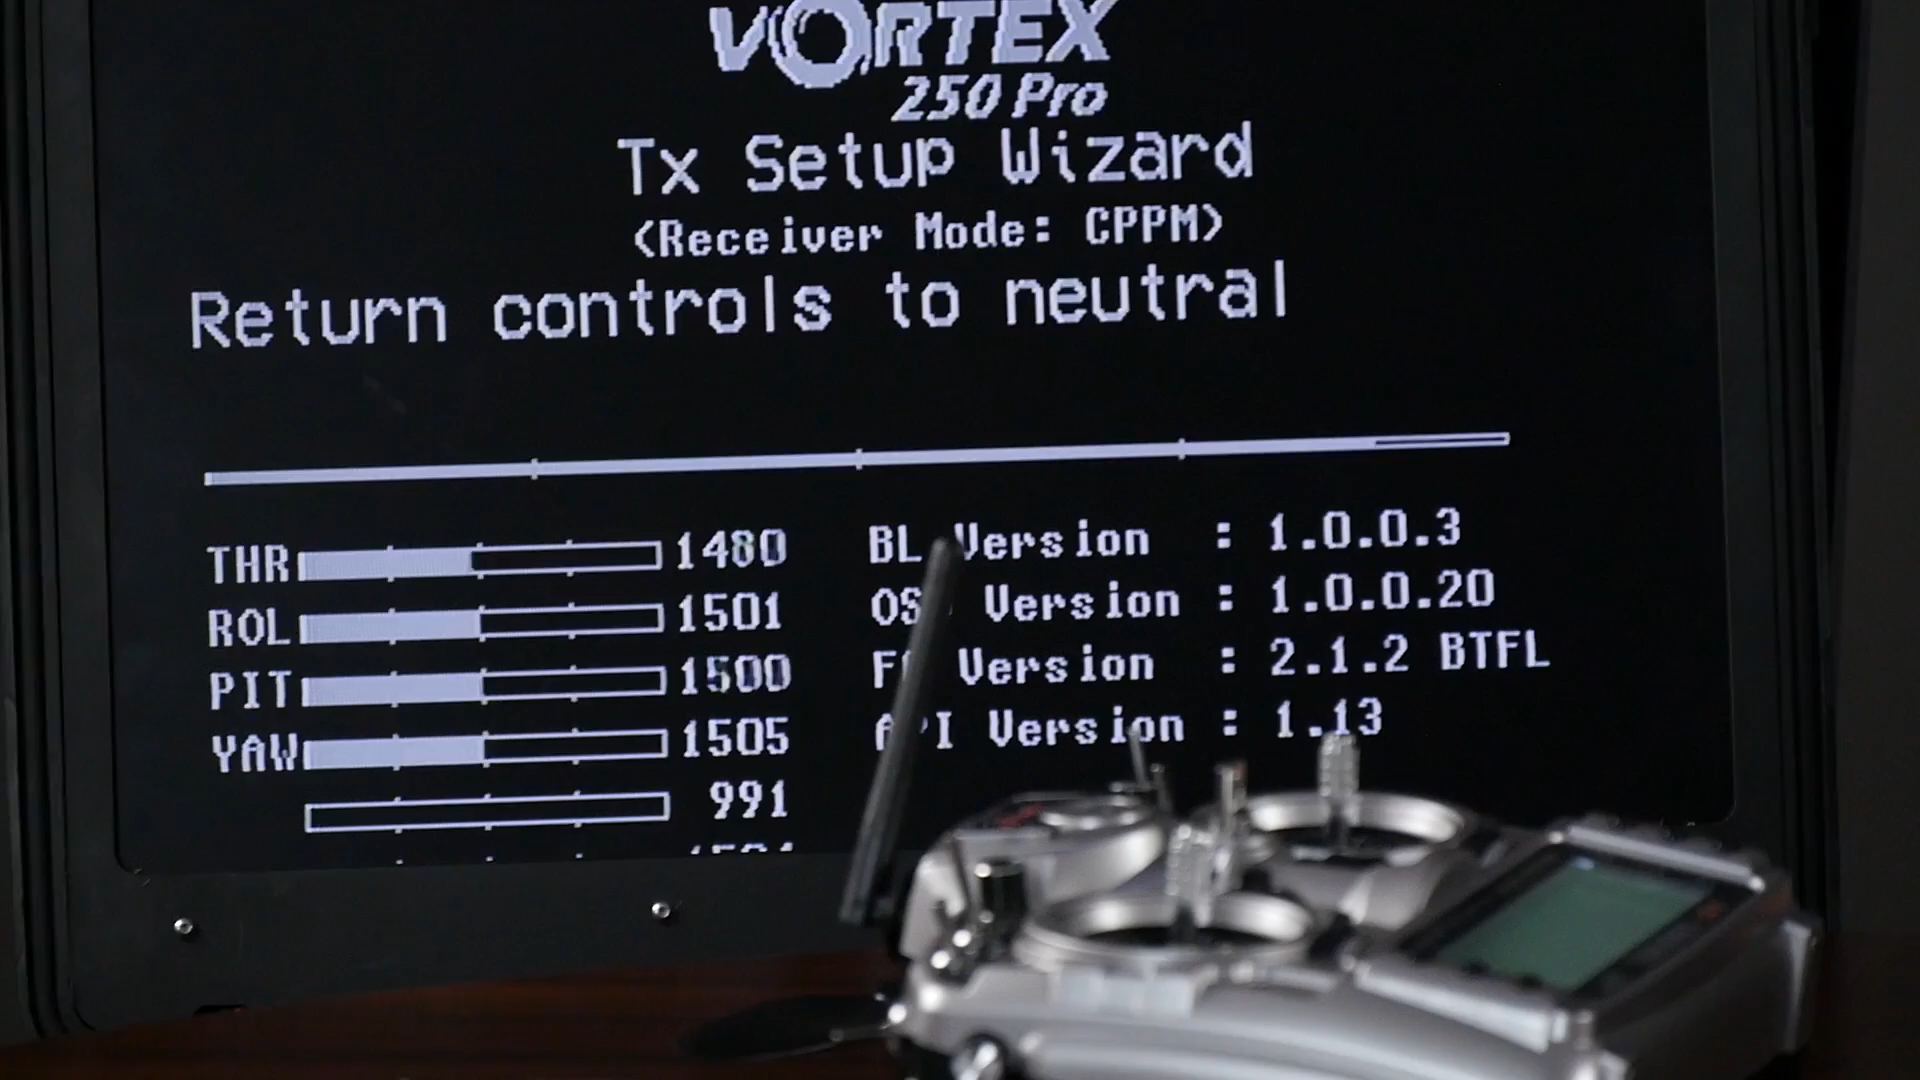 VORTEX
250 Pro
Tx Setup Wizard
(Receiver Mode: CPPM)
Return controls to neutral
THR 1480
ROL 1501
PIT 1500
YAW 1505
991
BL Version : 1.0.0.3
Version : 1.0.0.20
Version : 2.1.2 BTFL
API Version : 1.13